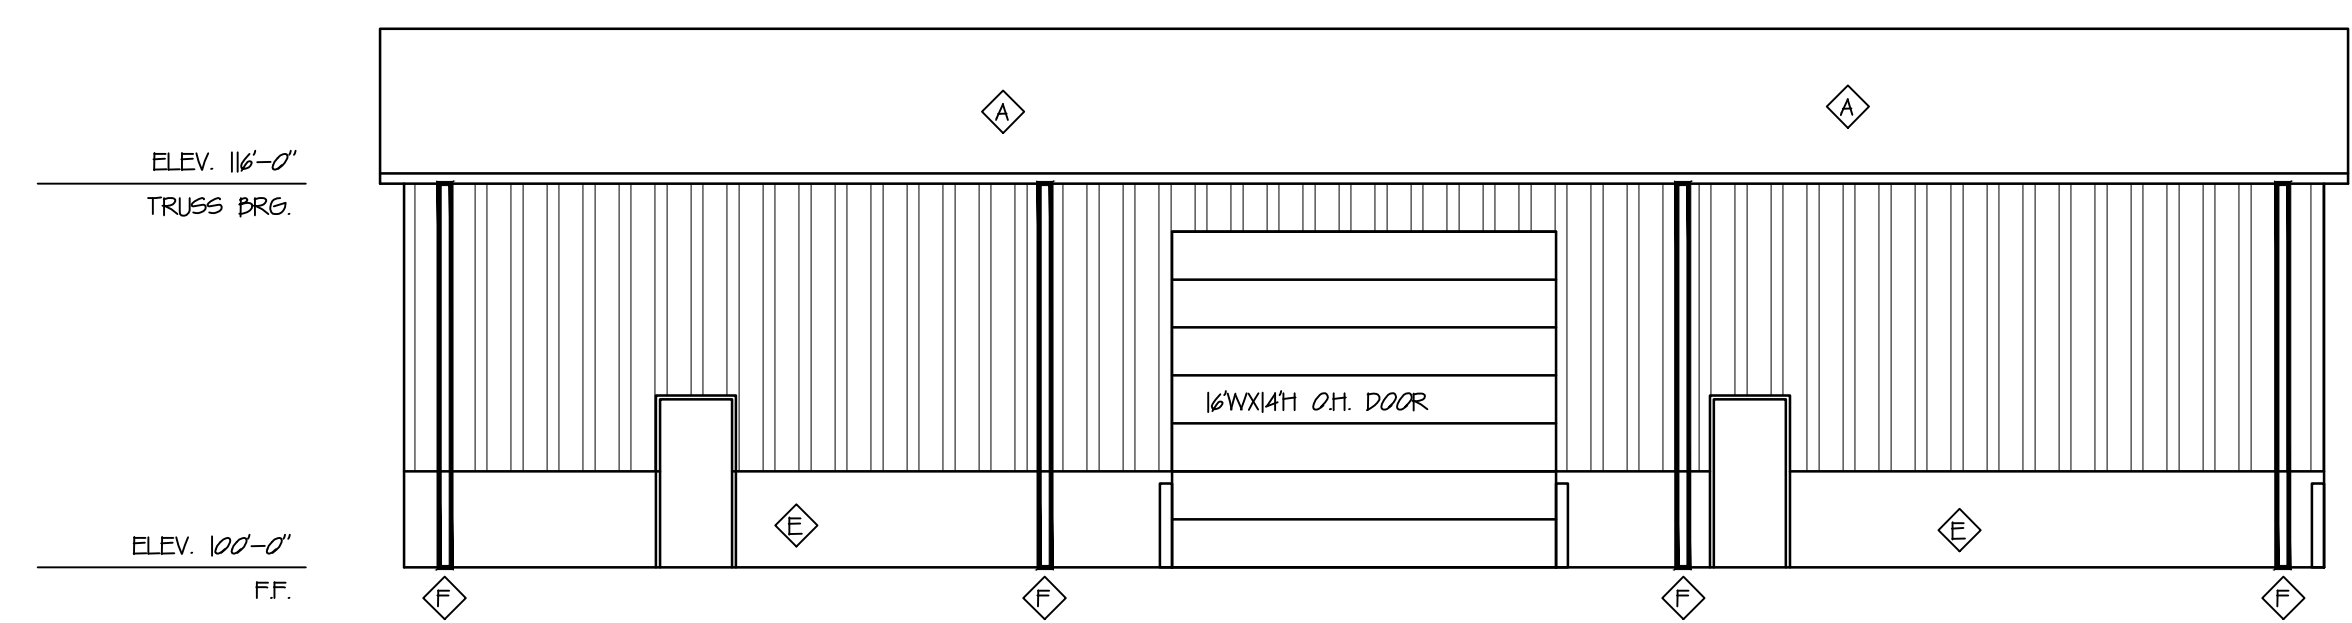 A
A
ELEV. 116'-0"
TRUSS BRG.
16'WX14'H O.H. DOOR
E
E
ELEV. 100'-0"
F.F.
F
F
F
F